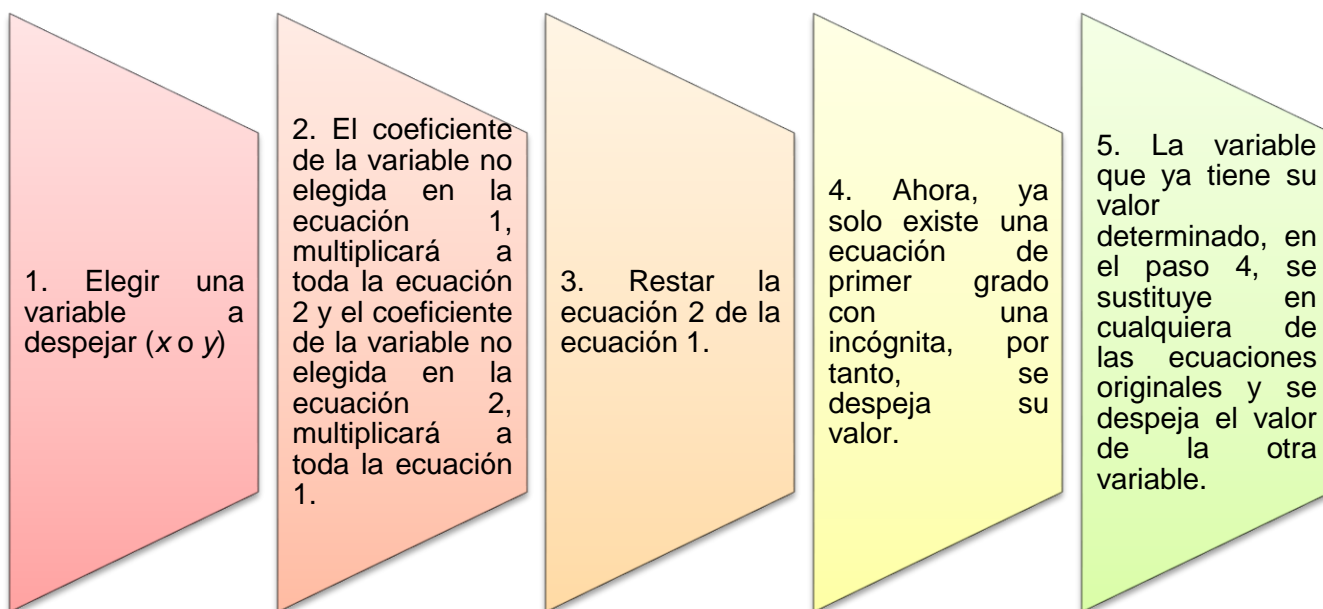 1. Elegir una
variable a
despejar (x o y)
2. El coeficiente
de la variable no
elegida en la
ecuación 1,
multiplicará a
toda la ecuación
2 y el coeficiente
de la variable no
elegida en la
ecuación 2,
multiplicará a
toda la ecuación
1.
3. Restar la
ecuación 2 de la
ecuación 1.
4. Ahora, ya
solo existe una
ecuación de
primer grado
con una
incógnita, por
tanto, se
despeja su
valor.
5. La variable
que ya tiene su
valor
determinado, en
el paso 4, se
sustituye en
cualquiera de
las ecuaciones
originales y se
despeja el valor
de la otra
variable.